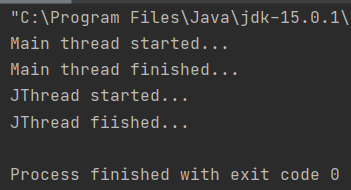 "C:\Program Files\Java\jdk-15.0.1\
Main thread started...
Main thread finished...
JThread started...
JThread fiished...
Process finished with exit code 0